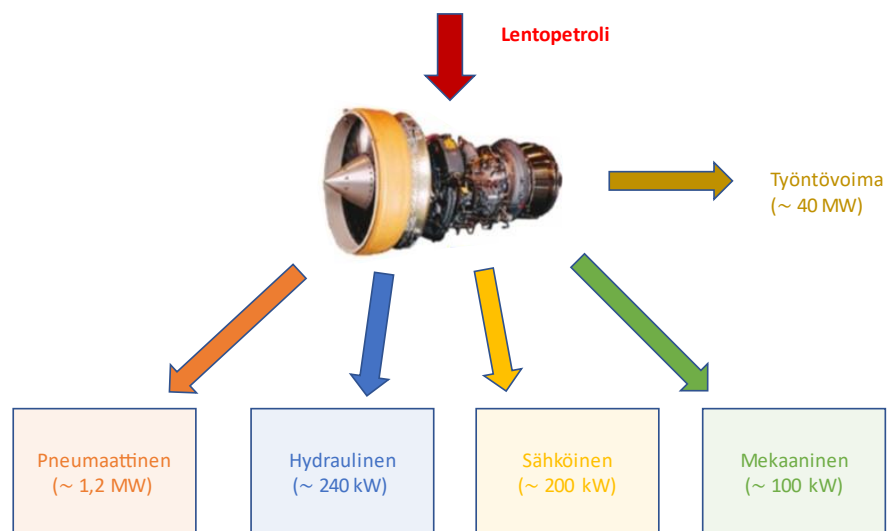 Lentopetroli
Työntövoima
(~ 40 MW)
Pneumaattinen
(~ 1,2 MW)
Hydraulinen
(~ 240 kW)
Sähköinen
(~ 200 kW)
Mekaaninen
(~ 100 kW)